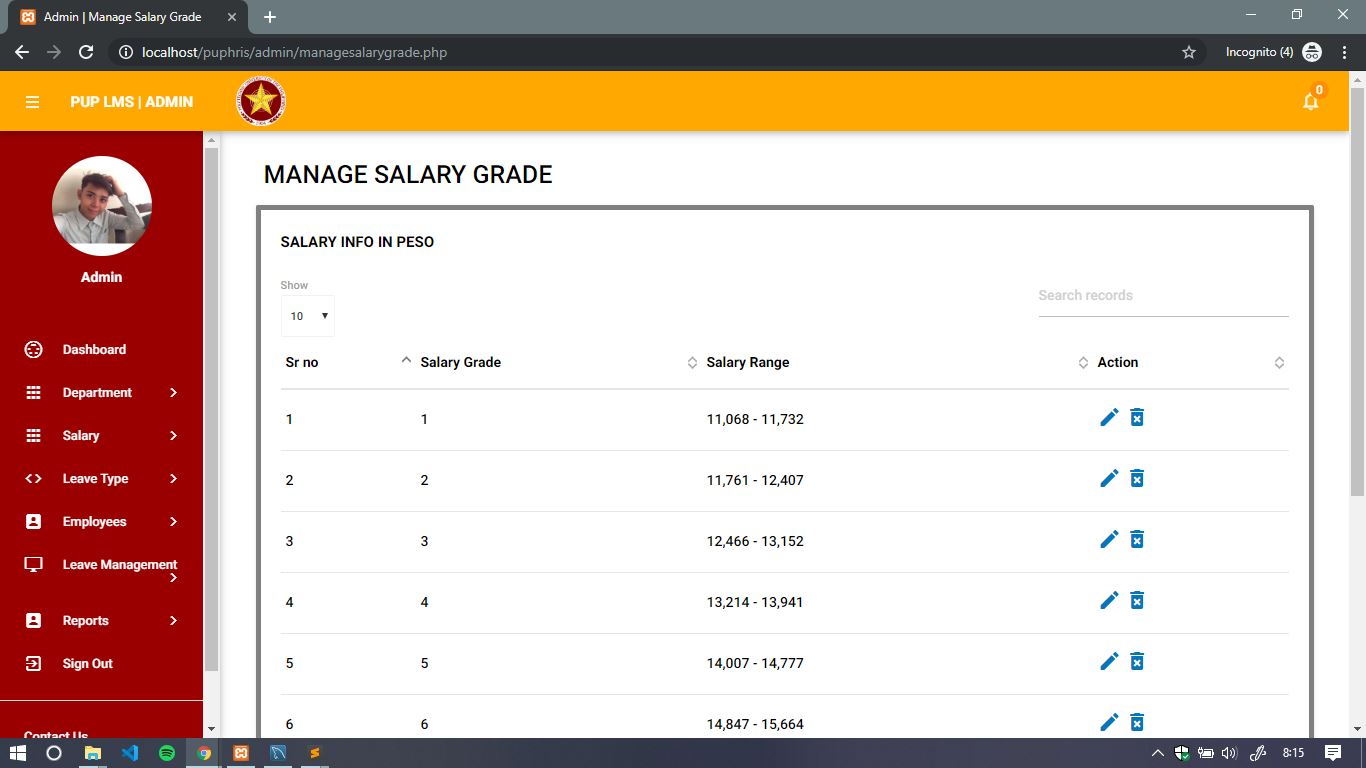 Admin | Manage Salary Grade
localhost/puphris/admin/managesalarygrade.php
Incognito (4)
PUP LMS | ADMIN
0
Admin
Dashboard
Department
Salary
Leave Type
Employees
Leave Management
Reports
Sign Out
Contact Us
MANAGE SALARY GRADE
SALARY INFO IN PESO
Show
10
Search records
Sr no Salary Grade Salary Range Action
1 1 11,068 - 11,732
2 2 11,761 - 12,407
3 3 12,466 - 13,152
4 4 13,214 - 13,941
5 5 14,007 - 14,777
6 6 14,847 - 15,664
8:15